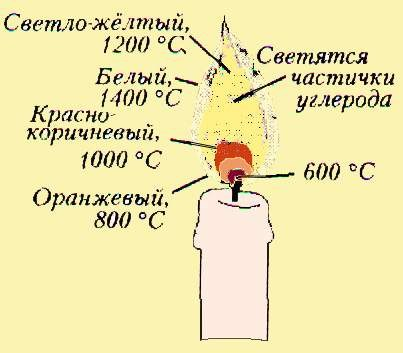 Светло-жёлтый,
1200 °C
Белый,
1400 °C
Красно-
коричневый,
1000 °C
Оранжевый,
800 °C
Светятся
частички
углерода
600 °C